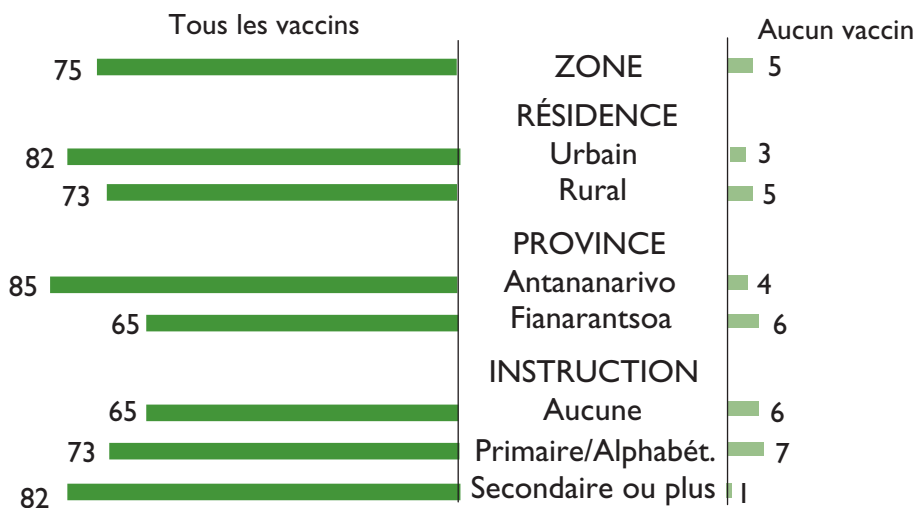 Tous les vaccins Aucun vaccin
75 ZONE 5
RÉSIDENCE
82 Urbain 3
73 Rural 5
PROVINCE
85 Antananarivo 4
65 Fianarantsoa 6
INSTRUCTION
65 Aucune 6
73 Primaire/Alphabét. 7
82 Secondaire ou plus 1